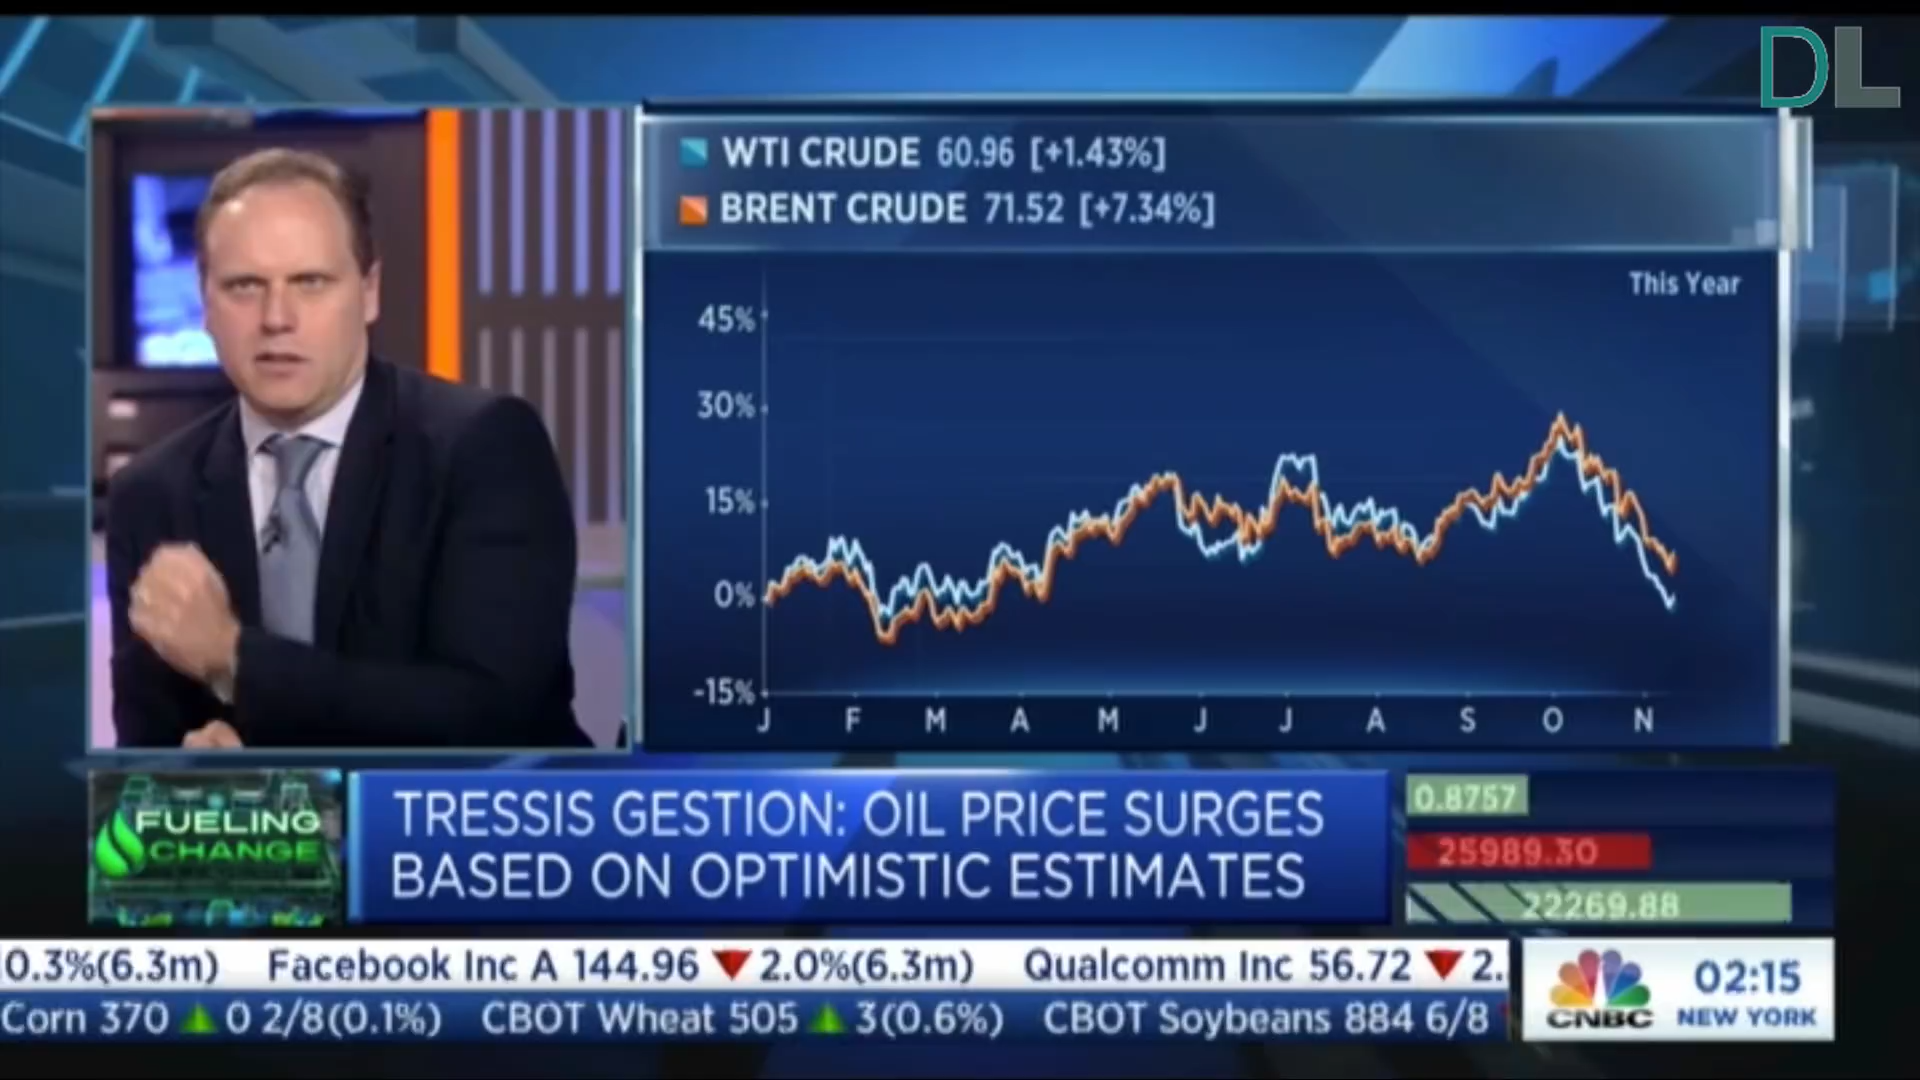 DL
WTI CRUDE 60.96 [+1.43%]
BRENT CRUDE 71.52 [+7.34%]
This Year
45%
30%
15%
0%
-15%
J F M A M J J A S O N
FUELING
CHANGE
TRESSIS GESTION: OIL PRICE SURGES
BASED ON OPTIMISTIC ESTIMATES
0.8757
25989.30
22269.88
0.3%(6.3m) Facebook Inc A 144.96 ▼ 2.0%(6.3m) Qualcomm Inc 56.72 ▼ 2.
Corn 370 ▲ 0 2/8(0.1%) CBOT Wheat 505 ▲ 3(0.6%) CBOT Soybeans 884 6/8
CNBC
02:15
NEW YORK